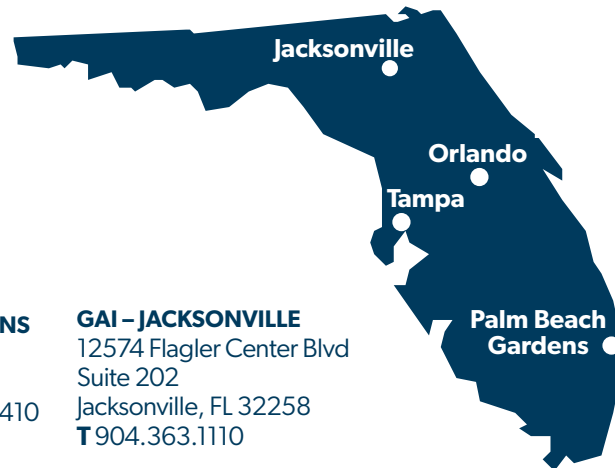 Jacksonville
Orlando
Tampa
Palm Beach
Gardens
NS
410
GAI – JACKSONVILLE
12574 Flagler Center Blvd
Suite 202
Jacksonville, FL 32258
T 904.363.1110